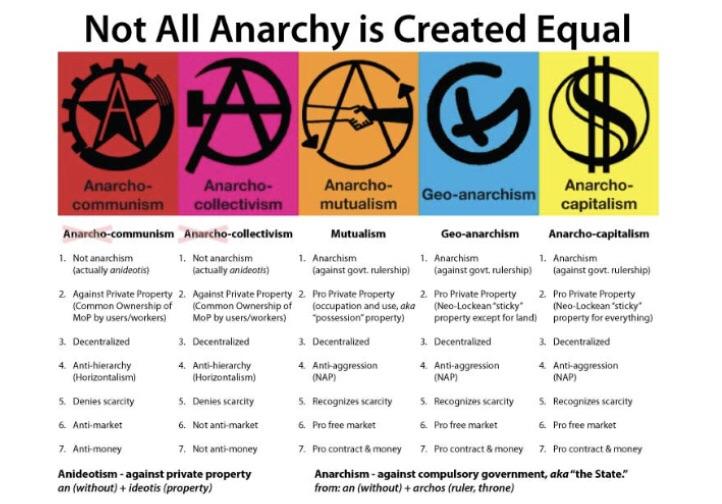 Not All Anarchy is Created Equal
Anarcho-
communism
Anarcho-
collectivism
Anarcho-
mutualism
Geo-anarchism
Anarcho-
capitalism
Anarcho-communism
1. Not anarchism
(actually anideotis)
2. Against Private Property
(Common Ownership of
MoP by users/workers)
3. Decentralized
4. Anti-hierarchy
(Horizontalism)
5. Denies scarcity
6. Anti-market
7. Anti-money
Anarcho-collectivism
1. Not anarchism
(actually anideotis)
2. Against Private Property
(Common Ownership of
MoP by users/workers)
3. Decentralized
4. Anti-hierarchy
(Horizontalism)
5. Denies scarcity
6. Not anti-market
7. Not anti-money
Mutualism
1. Anarchism
(against govt. rulership)
2. Pro Private Property
(occupation and use, aka
"possession" property)
3. Decentralized
4. Anti-aggression
(NAP)
5. Recognizes scarcity
6. Pro free market
7. Pro contract & money
Geo-anarchism
1. Anarchism
(against govt. rulership)
2. Pro Private Property
(Neo-Lockean "sticky"
property except for land)
3. Decentralized
4. Anti-aggression
(NAP)
5. Recognizes scarcity
6. Pro free market
7. Pro contract & money
Anarcho-capitalism
1. Anarchism
(against govt. rulership)
2. Pro Private Property
(Neo-Lockean "sticky"
property for everything)
3. Decentralized
4. Anti-aggression
(NAP)
5. Recognizes scarcity
6. Pro free market
7. Pro contract & money
Anideotism - against private property
an (without) + ideotis (property)
Anarchism - against compulsory government, aka "the State."
from: an (without) + archos (ruler, throne)